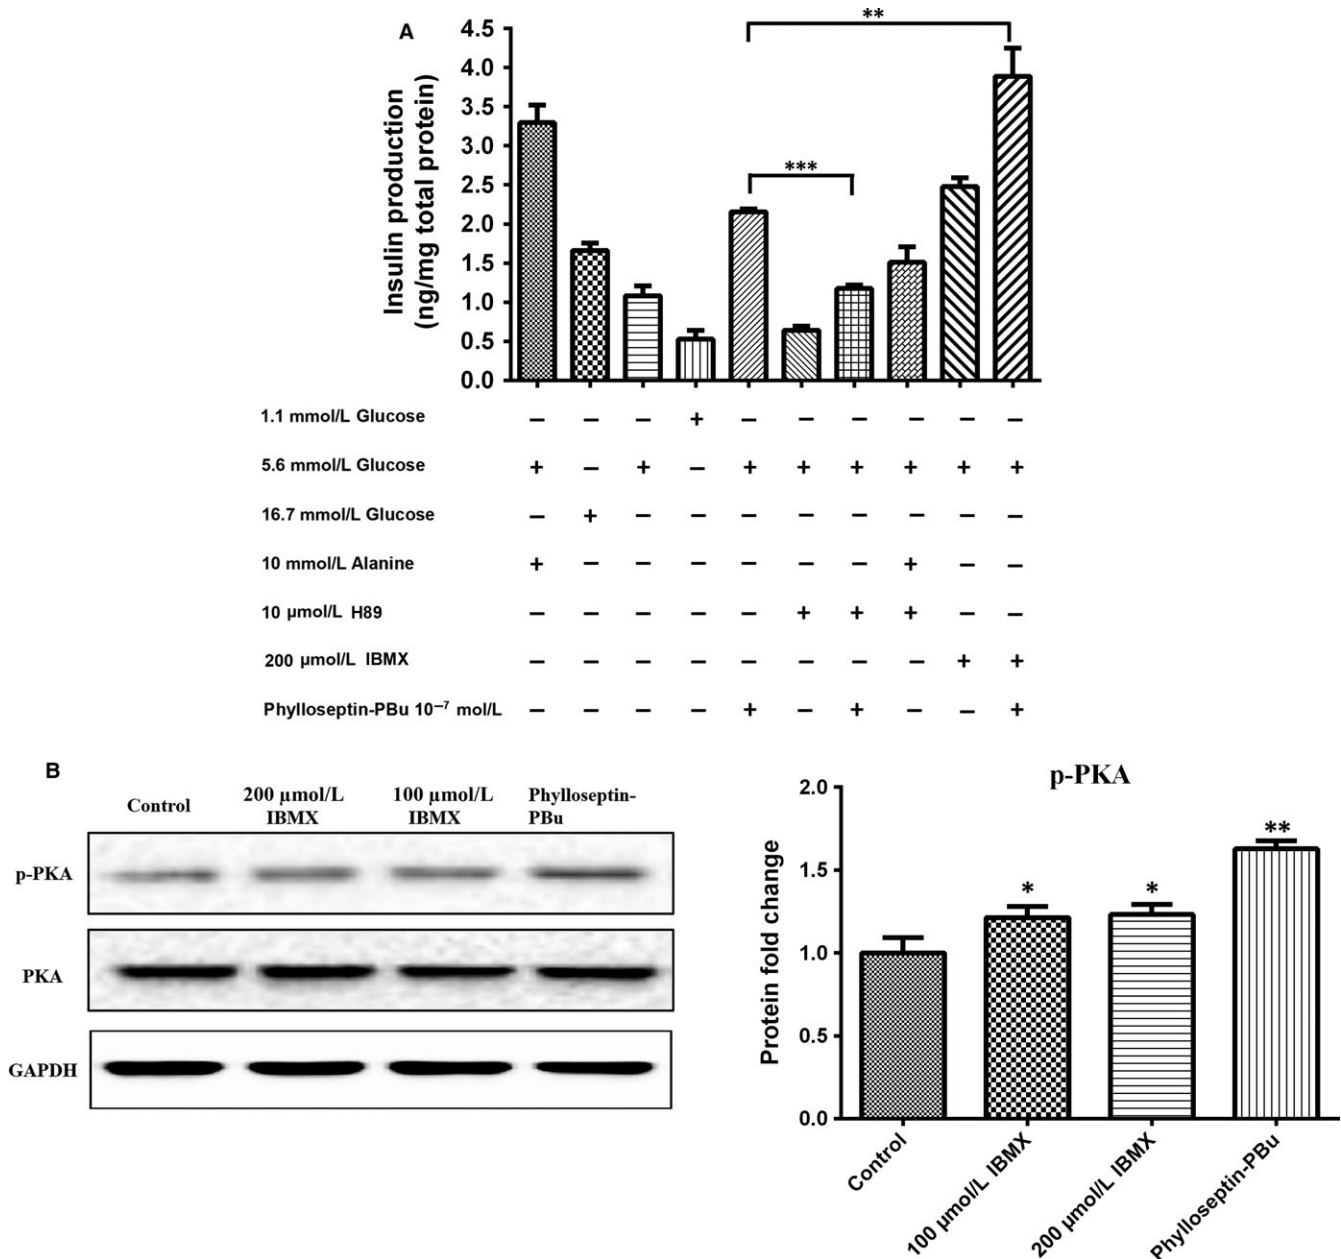 A
Insulin production
(ng/mg total protein)
4.5
4.0
3.5
3.0
2.5
2.0
1.5
1.0
0.5
0.0
**
***
1.1 mmol/L Glucose – – – + – – – – – –
5.6 mmol/L Glucose + – + – + + + + + +
16.7 mmol/L Glucose – + – – – – – – – –
10 mmol/L Alanine + – – – – – – + – –
10 µmol/L H89 – – – – – + + + – –
200 µmol/L IBMX – – – – – – – – + +
Phylloseptin-PBu 10⁻⁷ mol/L – – – – + – + – – +
B
Control
200 µmol/L
IBMX
100 µmol/L
IBMX
Phylloseptin-
PBu
p-PKA
PKA
GAPDH
p-PKA
Protein fold change
2.0
1.5
1.0
0.5
0.0
*
*
**
Control
100 µmol/L IBMX
200 µmol/L IBMX
Phylloseptin-PBu